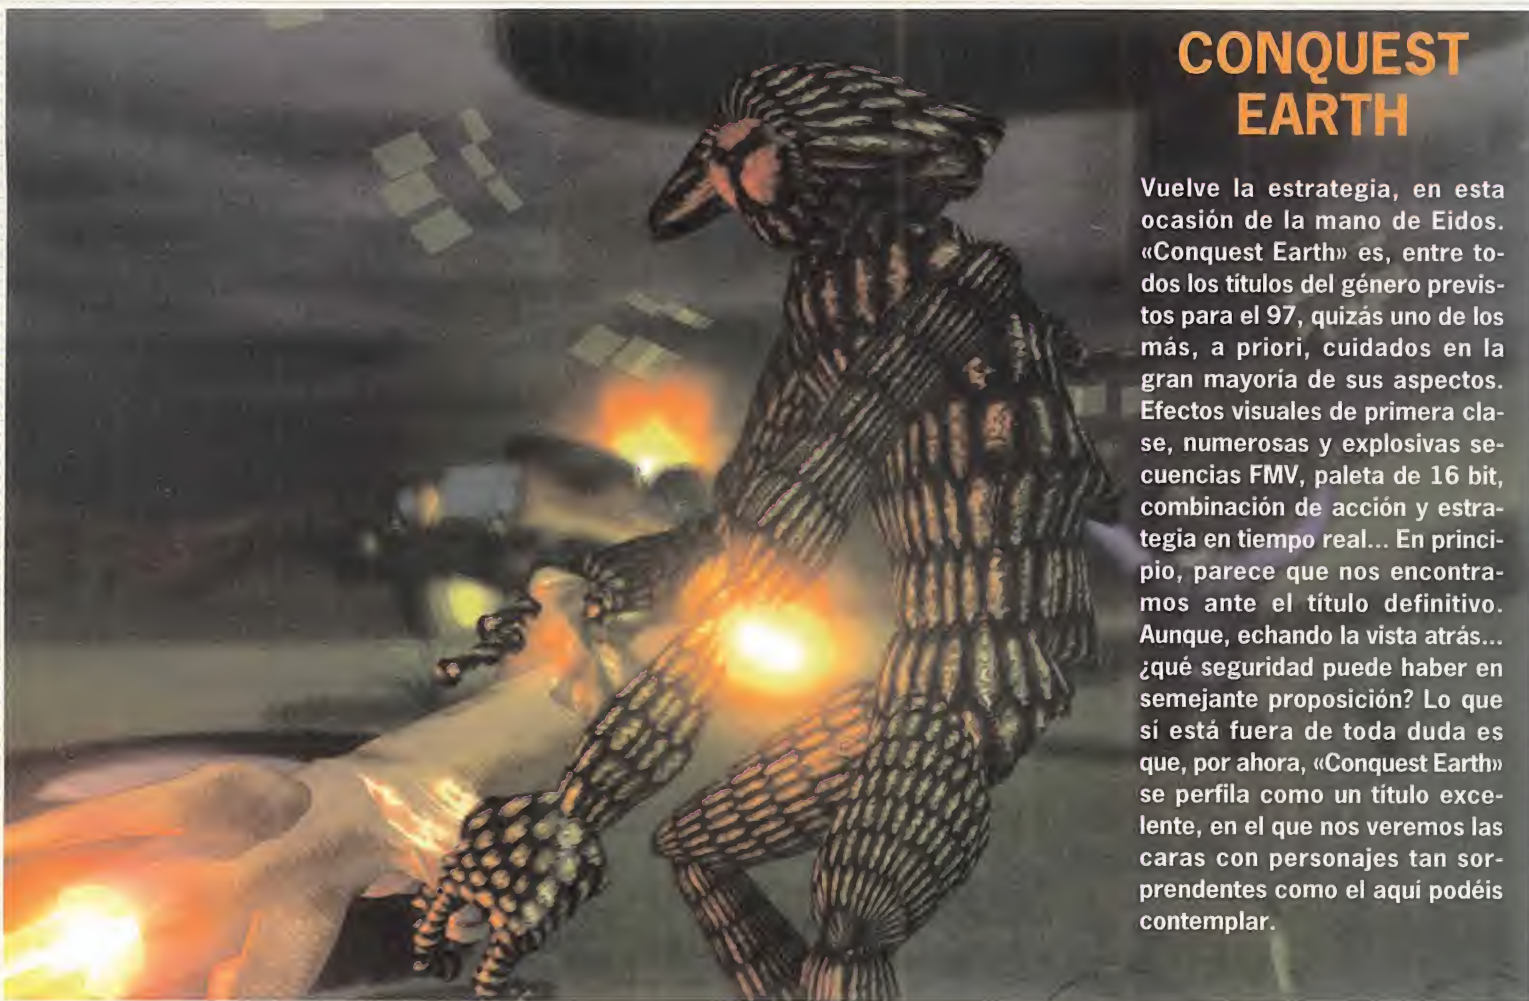 CONQUEST
EARTH
Vuelve la estrategia, en esta
ocasión de la mano de Eidos.
«Conquest Earth» es, entre to-
dos los títulos del género previs-
tos para el 97, quizás uno de los
más, a priori, cuidados en la
gran mayoría de sus aspectos.
Efectos visuales de primera cla-
se, numerosas y explosivas se-
cuencias FMV, paleta de 16 bit,
combinación de acción y estra-
tegia en tiempo real... En princi-
pio, parece que nos encontra-
mos ante el título definitivo.
Aunque, echando la vista atrás...
¿qué seguridad puede haber en
semejante proposición? Lo que
sí está fuera de toda duda es
que, por ahora, «Conquest Earth»
se perfila como un título exce-
lente, en el que nos veremos las
caras con personajes tan sor-
prendentes como el aquí podéis
contemplar.